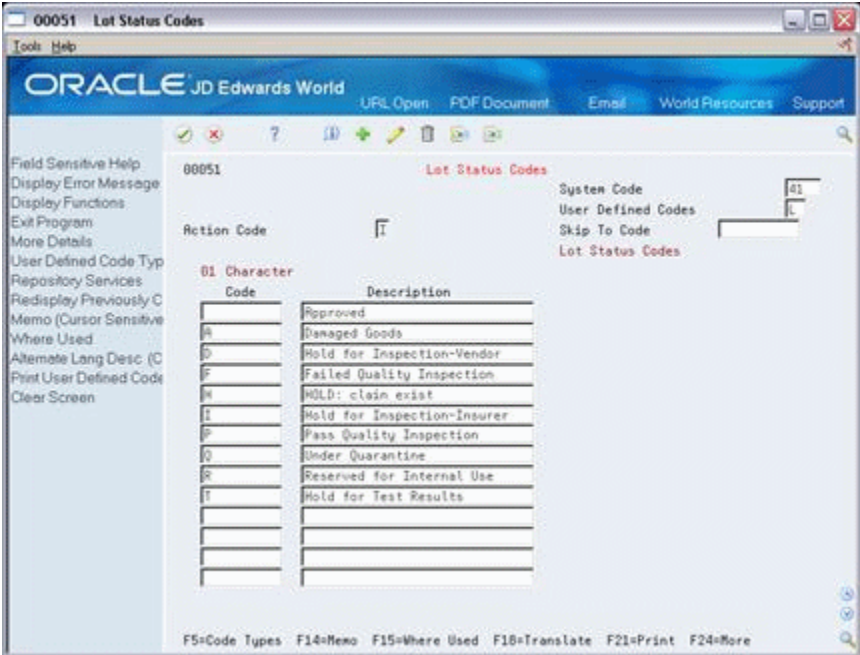 00051 Lot Status Codes
Tools Help
ORACLE JD Edwards World
URL Open PDF Document Email World Resources Support
Field Sensitive Help
Display Error Message
Display Functions
Exit Program
More Details
User Defined Code Typ
Repository Services
Redisplay Previously C
Memo (Cursor Sensitive
Where Used
Alternate Lang Desc (C
Print User Defined Code
Clear Screen
00051 Lot Status Codes
System Code 41
User Defined Codes L
Action Code I Skip To Code
Lot Status Codes
01 Character
Code Description
Approved
A Damaged Goods
D Hold for Inspection-Vendor
F Failed Quality Inspection
H HOLD: claim exist
I Hold for Inspection-Insurer
P Pass Quality Inspection
Q Under Quarantine
R Reserved for Internal Use
T Hold for Test Results
F5=Code Types F14=Memo F15=Where Used F18=Translate F21=Print F24=More